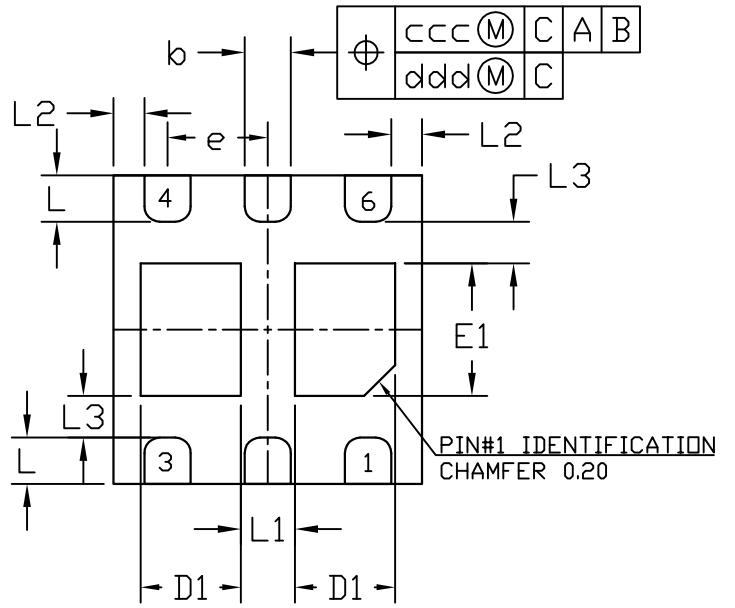 b
⌖ ccc Ⓜ C A B
ddd Ⓜ C
L2
e
L2
L3
L
4
6
E1
L3
L
3
1
PIN#1 IDENTIFICATION
CHAMFER 0.20
L1
D1
D1